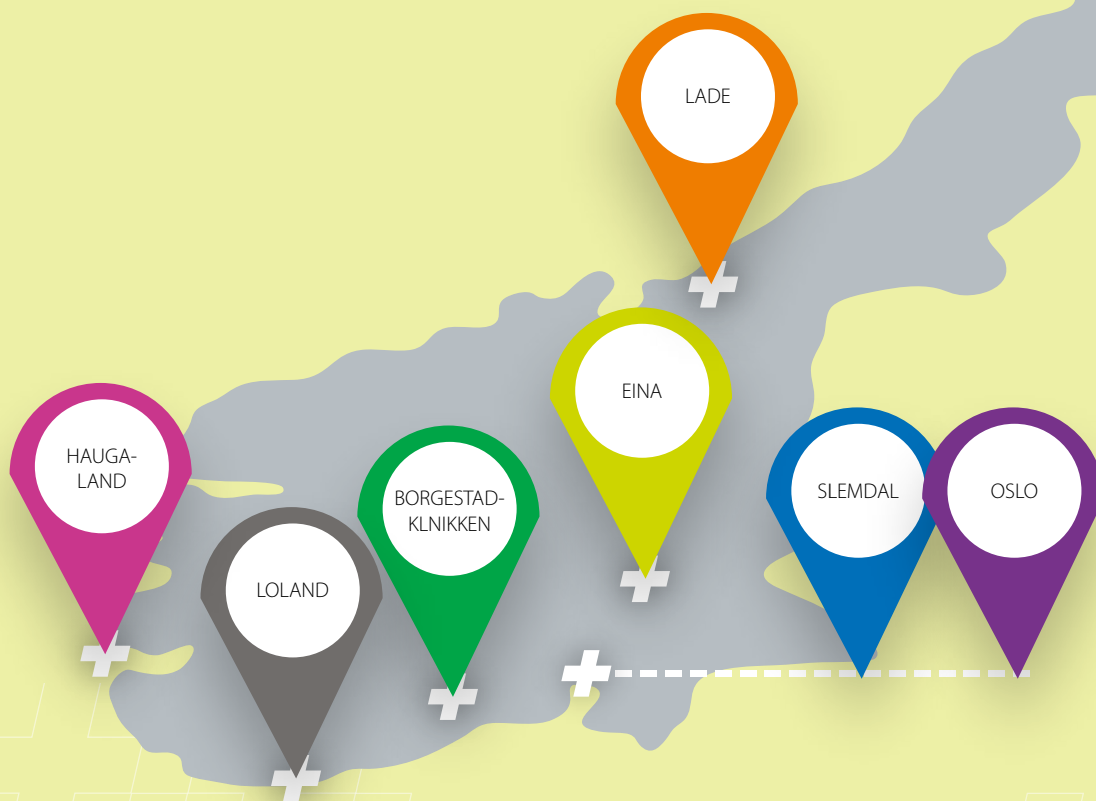 LADE
EINA
HAUGA-
LAND
BORGESTAD-
KLNIKKEN
SLEMDAL
OSLO
LOLAND